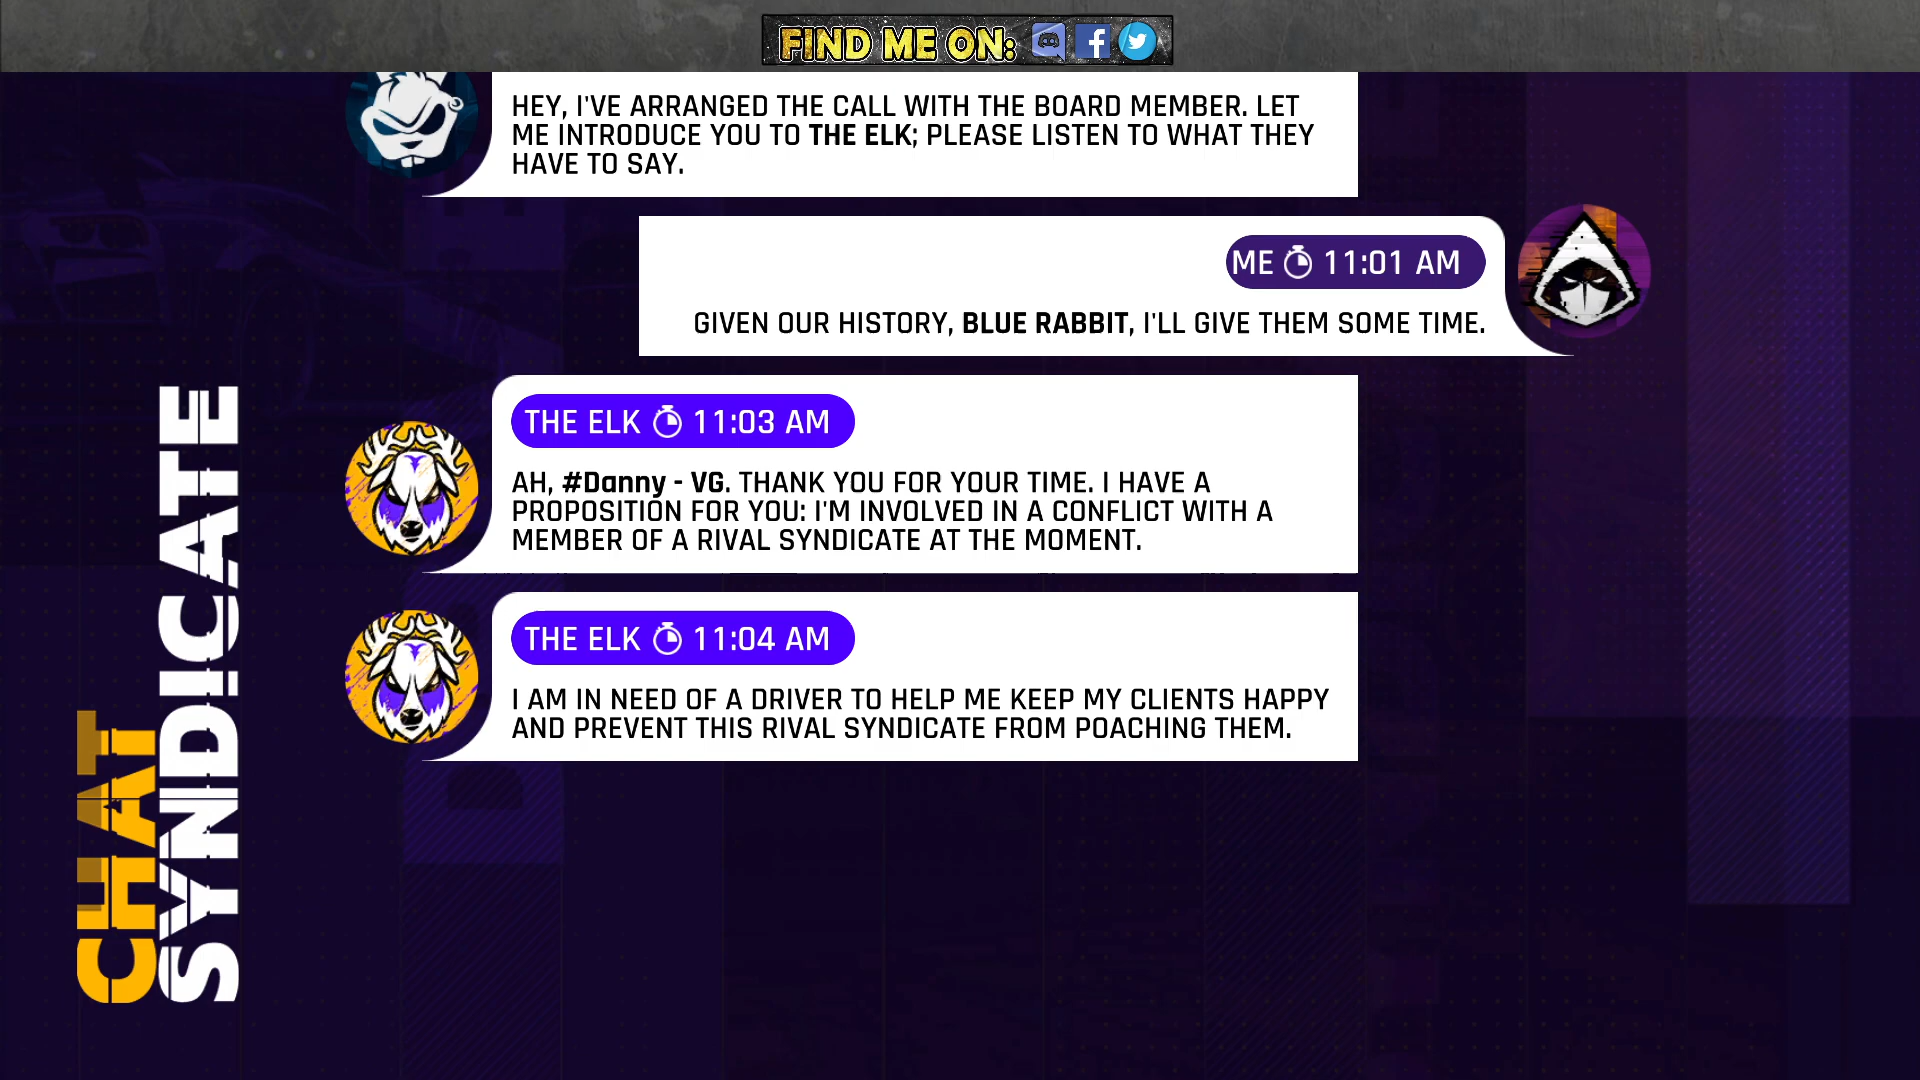 FIND ME ON:
HEY, I'VE ARRANGED THE CALL WITH THE BOARD MEMBER. LET
ME INTRODUCE YOU TO THE ELK; PLEASE LISTEN TO WHAT THEY
HAVE TO SAY.
ME 11:01 AM
GIVEN OUR HISTORY, BLUE RABBIT, I'LL GIVE THEM SOME TIME.
THE ELK 11:03 AM
AH, #Danny - VG. THANK YOU FOR YOUR TIME. I HAVE A
PROPOSITION FOR YOU: I'M INVOLVED IN A CONFLICT WITH A
MEMBER OF A RIVAL SYNDICATE AT THE MOMENT.
THE ELK 11:04 AM
I AM IN NEED OF A DRIVER TO HELP ME KEEP MY CLIENTS HAPPY
AND PREVENT THIS RIVAL SYNDICATE FROM POACHING THEM.
CHAT
SYNDICATE